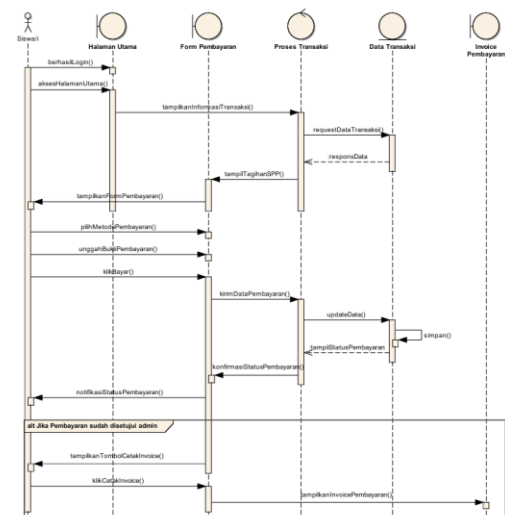 Siswa/i
Halaman Utama
Form Pembayaran
Proses Transaksi
Data Transaksi
Invoice
Pembayaran
berhasilLogin()
aksesHalamanUtama()
tampilkanInformasiTransaksi()
requestDataTransaksi()
responsData
tampilTagihanSPP()
tampilkanFormPembayaran()
pilihMetodePembayaran()
unggahBuktiPembayaran()
klikBayar()
kirimDataPembayaran()
updateData()
simpan()
tampilStatusPembayaran
konfirmasiStatusPembayaran()
notifikasiStatusPembayaran()
alt Jika Pembayaran sudah disetujui admin
tampilkanTombolCetakInvoice()
klikCetakInvoice()
tampilkanInvoicePembayaran()